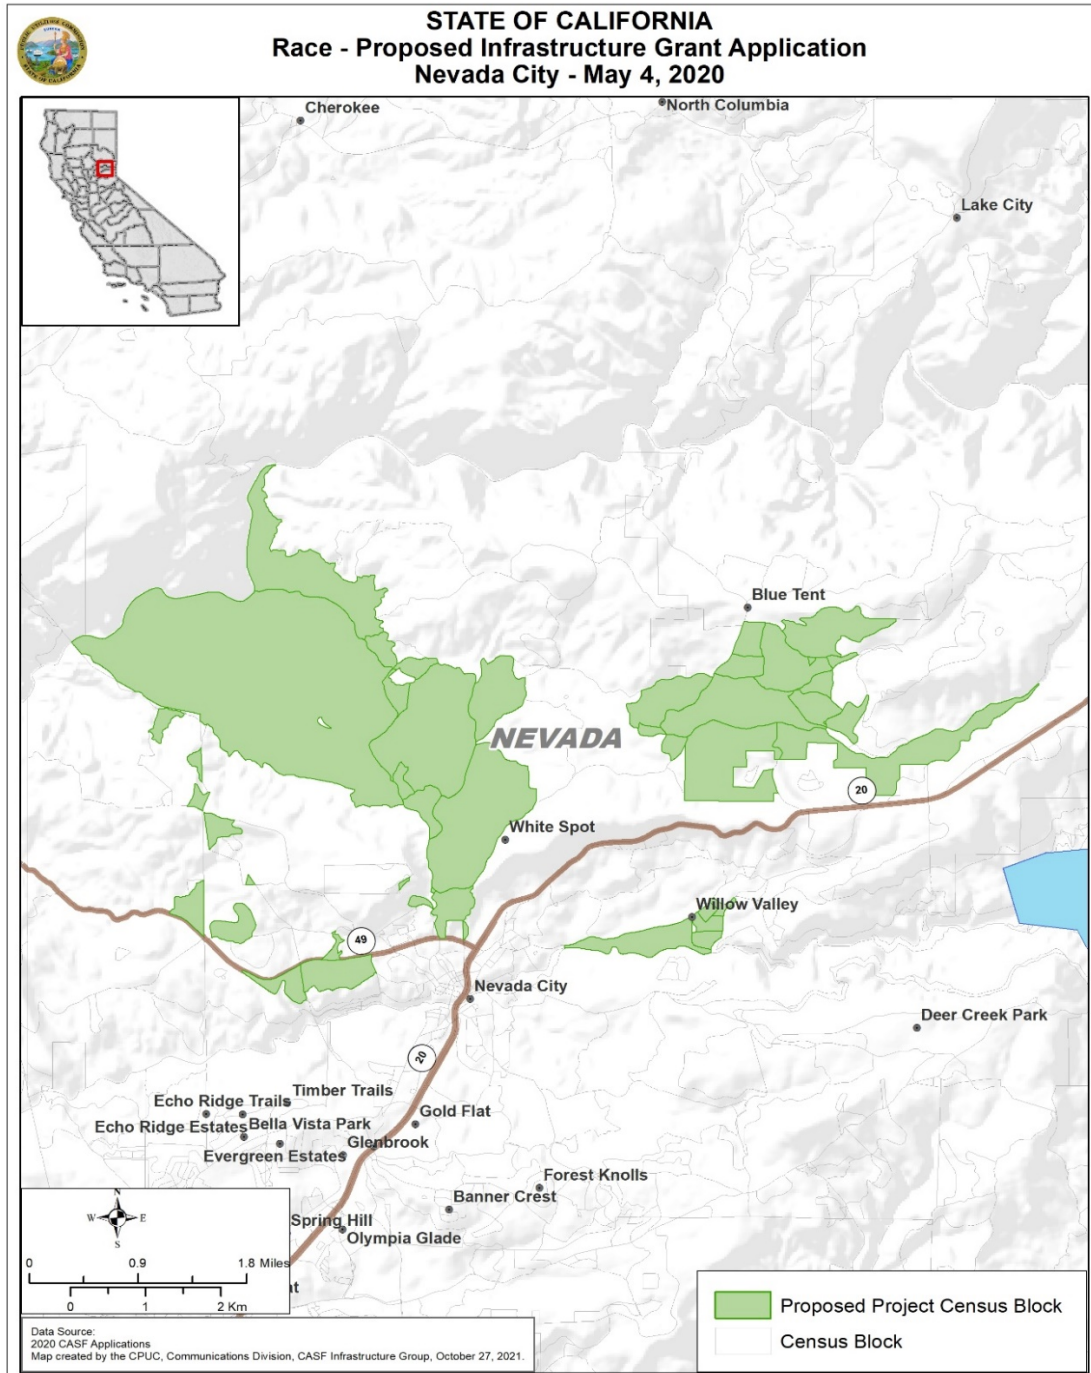 STATE OF CALIFORNIA
Race - Proposed Infrastructure Grant Application
Nevada City - May 4, 2020
Cherokee
North Columbia
Lake City
Blue Tent
NEVADA
20
White Spot
Willow Valley
49
Nevada City
Deer Creek Park
20
Timber Trails
Echo Ridge Trails
Gold Flat
Echo Ridge Estates
Bella Vista Park
Glenbrook
Evergreen Estates
Forest Knolls
Banner Crest
N
W E
S
Spring Hill
Olympia Glade
0 0.9 1.8 Miles
0 1 2 Km
Proposed Project Census Block
Census Block
Data Source:
2020 CASF Applications
Map created by the CPUC, Communications Division, CASF Infrastructure Group, October 27, 2021.